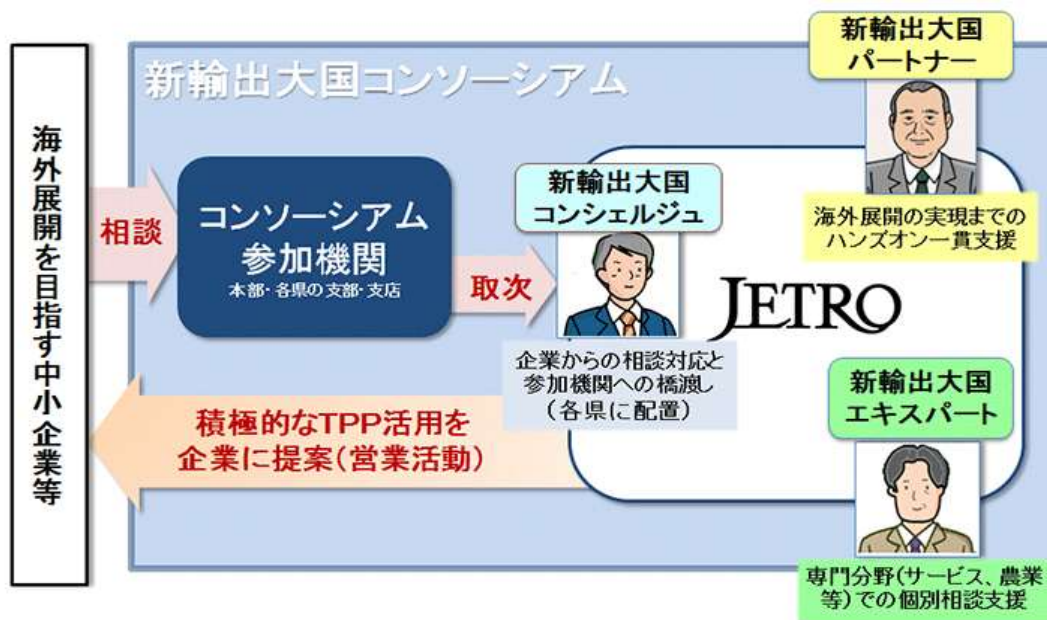 海外展開を目指す中小企業等
新輸出大国コンソーシアム
相談
コンソーシアム
参加機関
本部・各県の支部・支店
取次
新輸出大国
コンシェルジュ
企業からの相談対応と
参加機関への橋渡し
（各県に配置）
JETRO
新輸出大国
パートナー
海外展開の実現までの
ハンズオン一貫支援
新輸出大国
エキスパート
専門分野（サービス、農業
等）での個別相談支援
積極的なTPP活用を
企業に提案（営業活動）